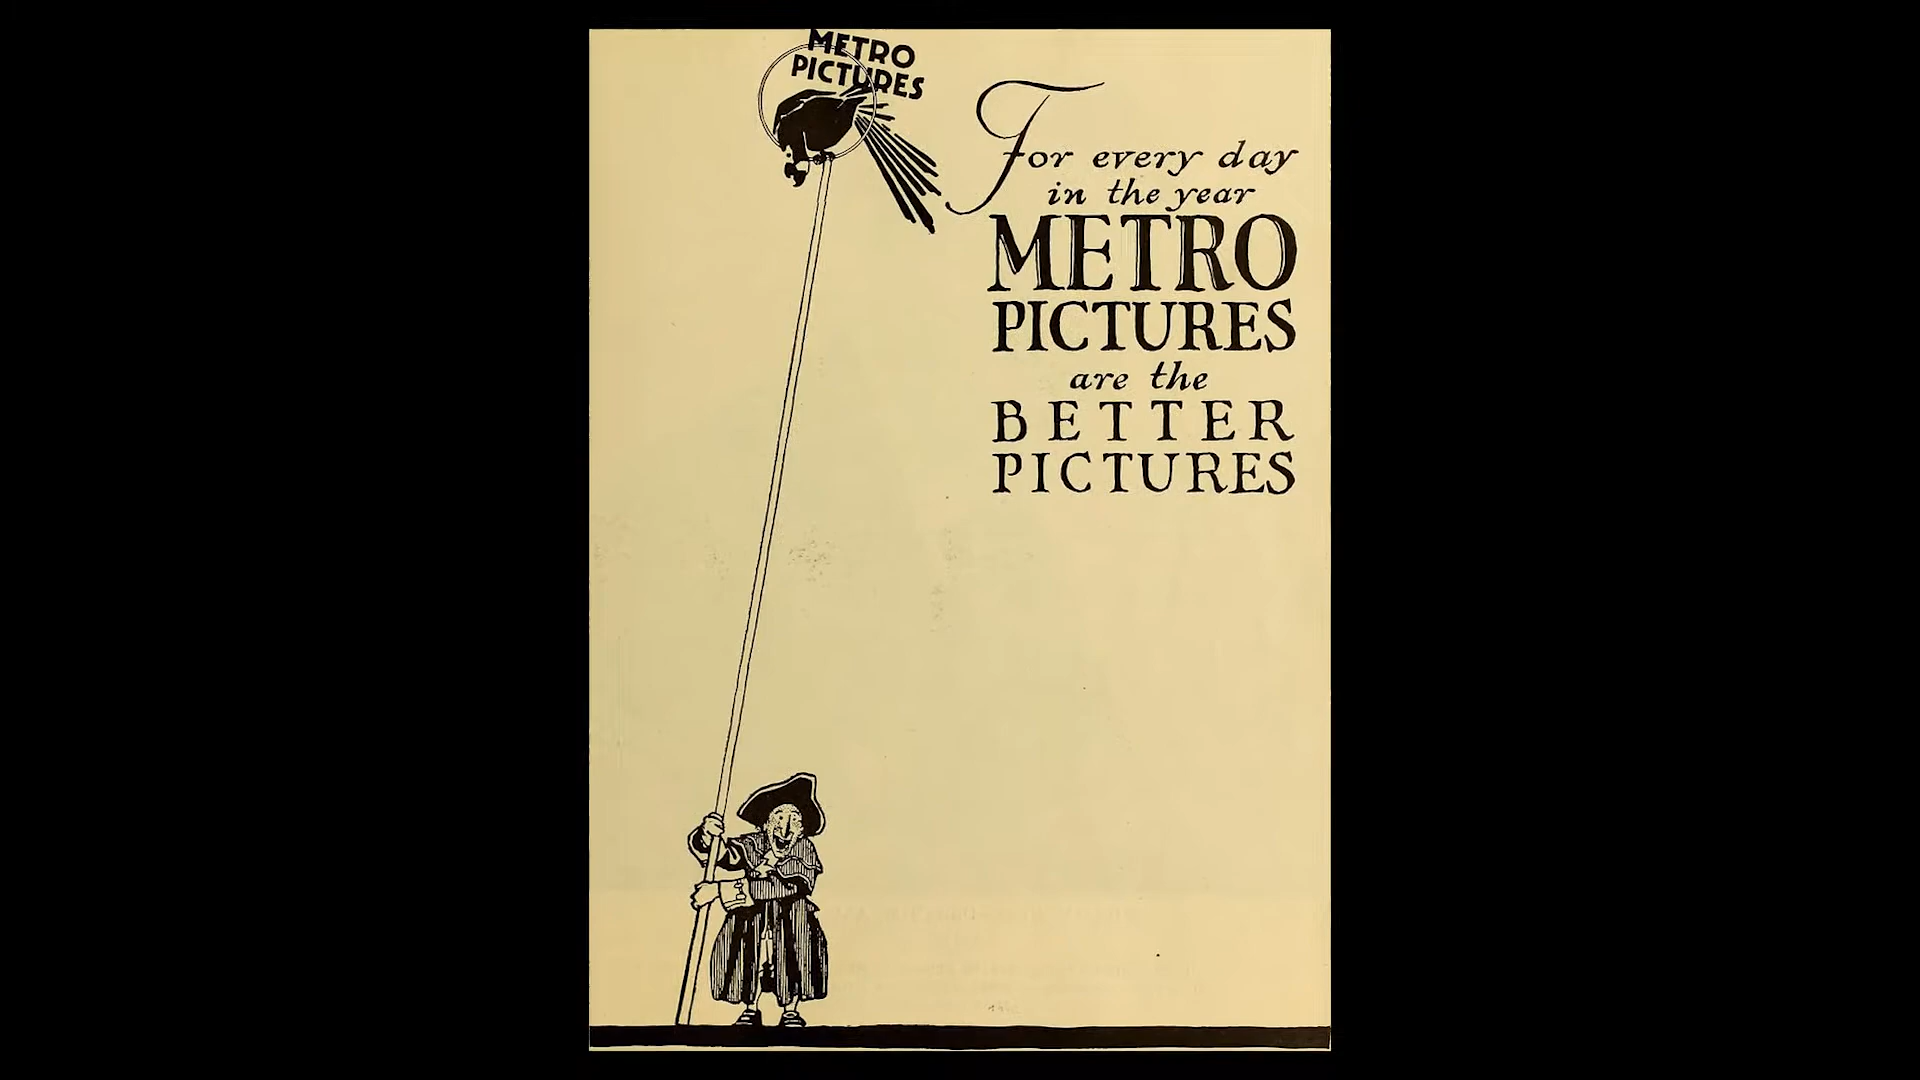 METRO
PICTURES
For every day
in the year
METRO
PICTURES
are the
BETTER
PICTURES